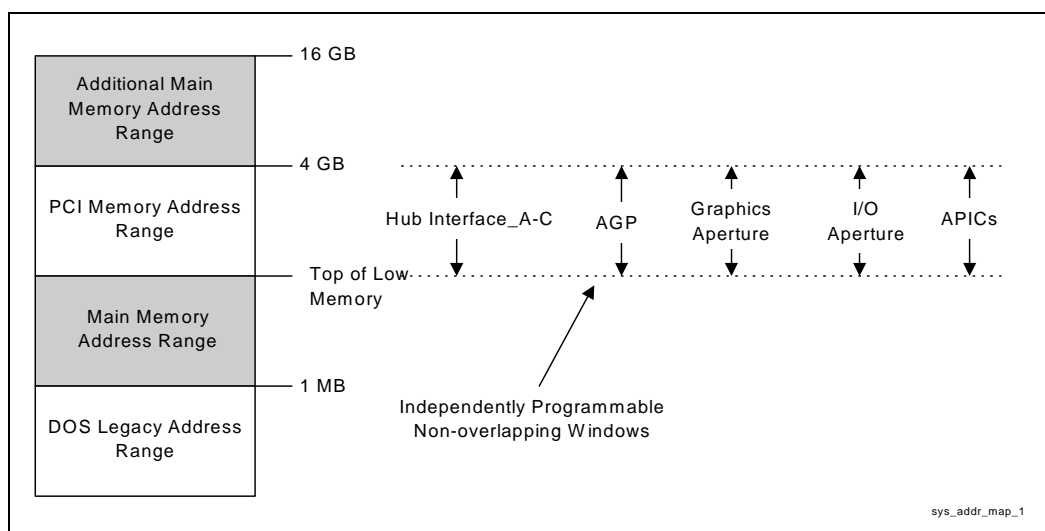 16 GB
Additional Main
Memory Address
Range
4 GB
PCI Memory Address
Range
Hub Interface_A-C
AGP
Graphics
Aperture
I/O
Aperture
APICs
Top of Low
Memory
Main Memory
Address Range
1 MB
Independently Programmable
Non-overlapping Windows
DOS Legacy Address
Range
sys_addr_map_1